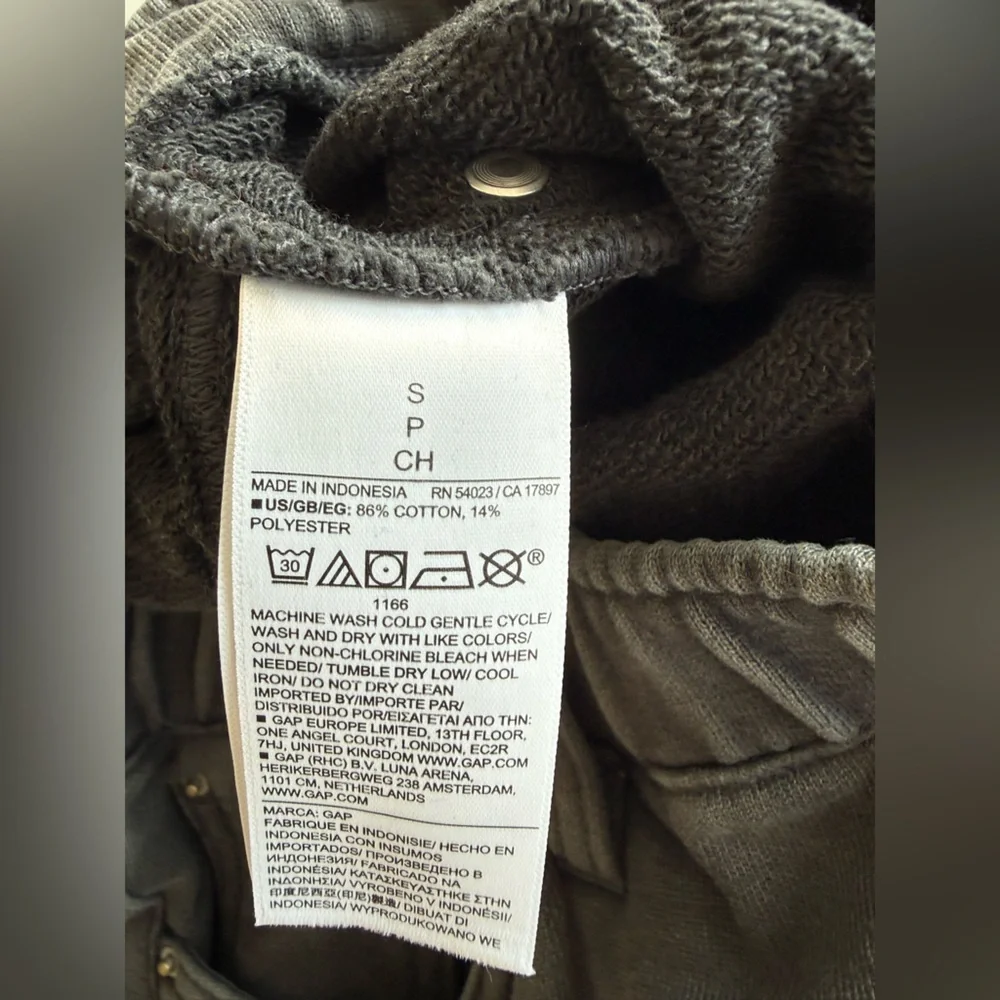 S
P
CH
MADE IN INDONESIA RN 54023 / CA 17897
■ US/GB/EG: 86% COTTON, 14%
POLYESTER
30 ®
1166
MACHINE WASH COLD GENTLE CYCLE/
WASH AND DRY WITH LIKE COLORS/
ONLY NON-CHLORINE BLEACH WHEN
NEEDED/ TUMBLE DRY LOW/ COOL
IRON/ DO NOT DRY CLEAN
IMPORTED BY/IMPORTE PAR/
DISTRIBUIDO POR/ΕΙΣΑΓΕΤΑΙ ΑΠΟ ΤΗΝ:
■ GAP EUROPE LIMITED, 13TH FLOOR,
ONE ANGEL COURT, LONDON, EC2R
7HJ, UNITED KINGDOM WWW.GAP.COM
■ GAP (RHC) B.V. LUNA ARENA,
HERIKERBERGWEG 238 AMSTERDAM,
1101 CM, NETHERLANDS
WWW.GAP.COM
MARCA: GAP
FABRIQUE EN INDONISIE/ HECHO EN
INDONESIA CON INSUMOS
IMPORTADOS/ ПРОИЗВЕДЕНО В
ИНДОНЕЗИЯ/ FABRICADO NA
INDONÉSIA/ ΚΑΤΑΣΚΕΥΑΣΤΗΚΕ ΣΤΗΝ
ΙΝΔΟΝΗΣΙΑ/ VYROBENO V INDONÉSII/
印度尼西亞(印尼)製造/ DIBUAT DI
INDONESIA/ WYPRODUKOWANO WE